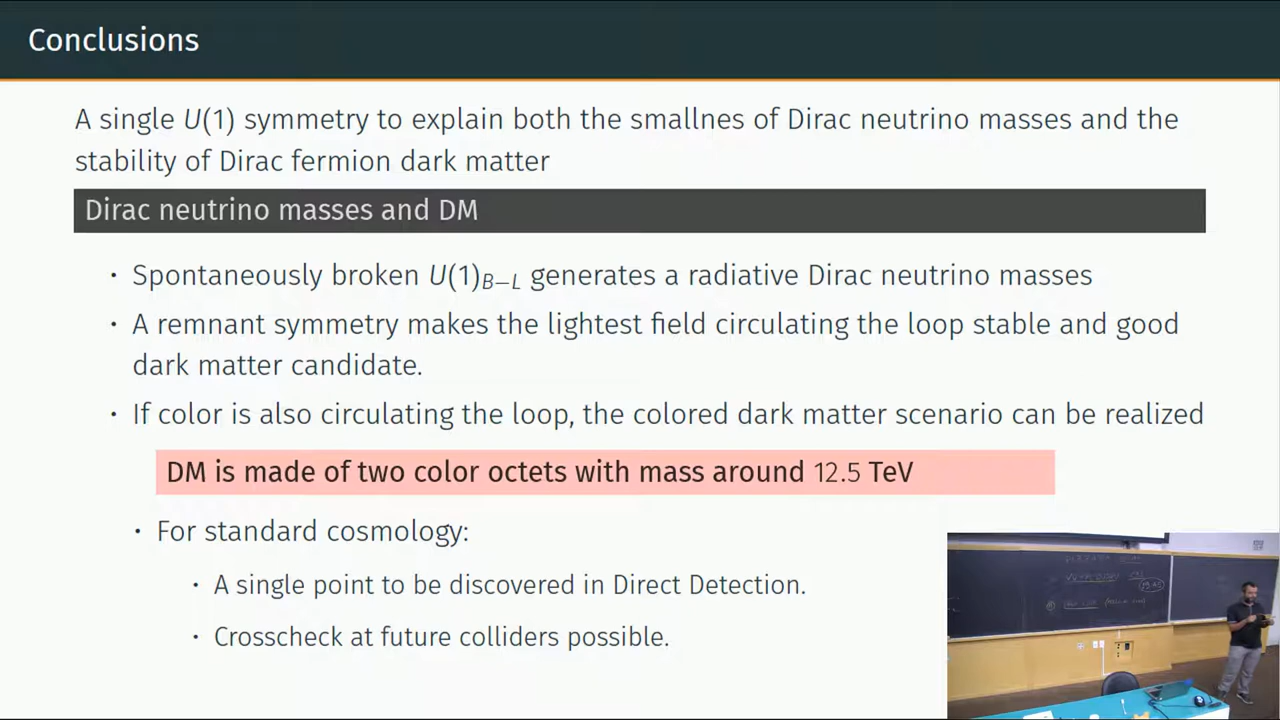 Conclusions
A single U(1) symmetry to explain both the smallnes of Dirac neutrino masses and the
stability of Dirac fermion dark matter
Dirac neutrino masses and DM
• Spontaneously broken U(1)B−L generates a radiative Dirac neutrino masses
• A remnant symmetry makes the lightest field circulating the loop stable and good
dark matter candidate.
• If color is also circulating the loop, the colored dark matter scenario can be realized
DM is made of two color octets with mass around 12.5 TeV
• For standard cosmology:
• A single point to be discovered in Direct Detection.
• Crosscheck at future colliders possible.